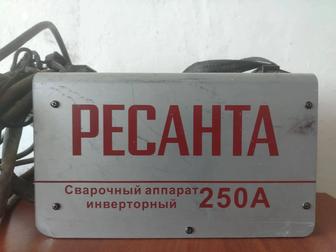 РЕСАНТА
Сварочный аппарат
инверторный 250А